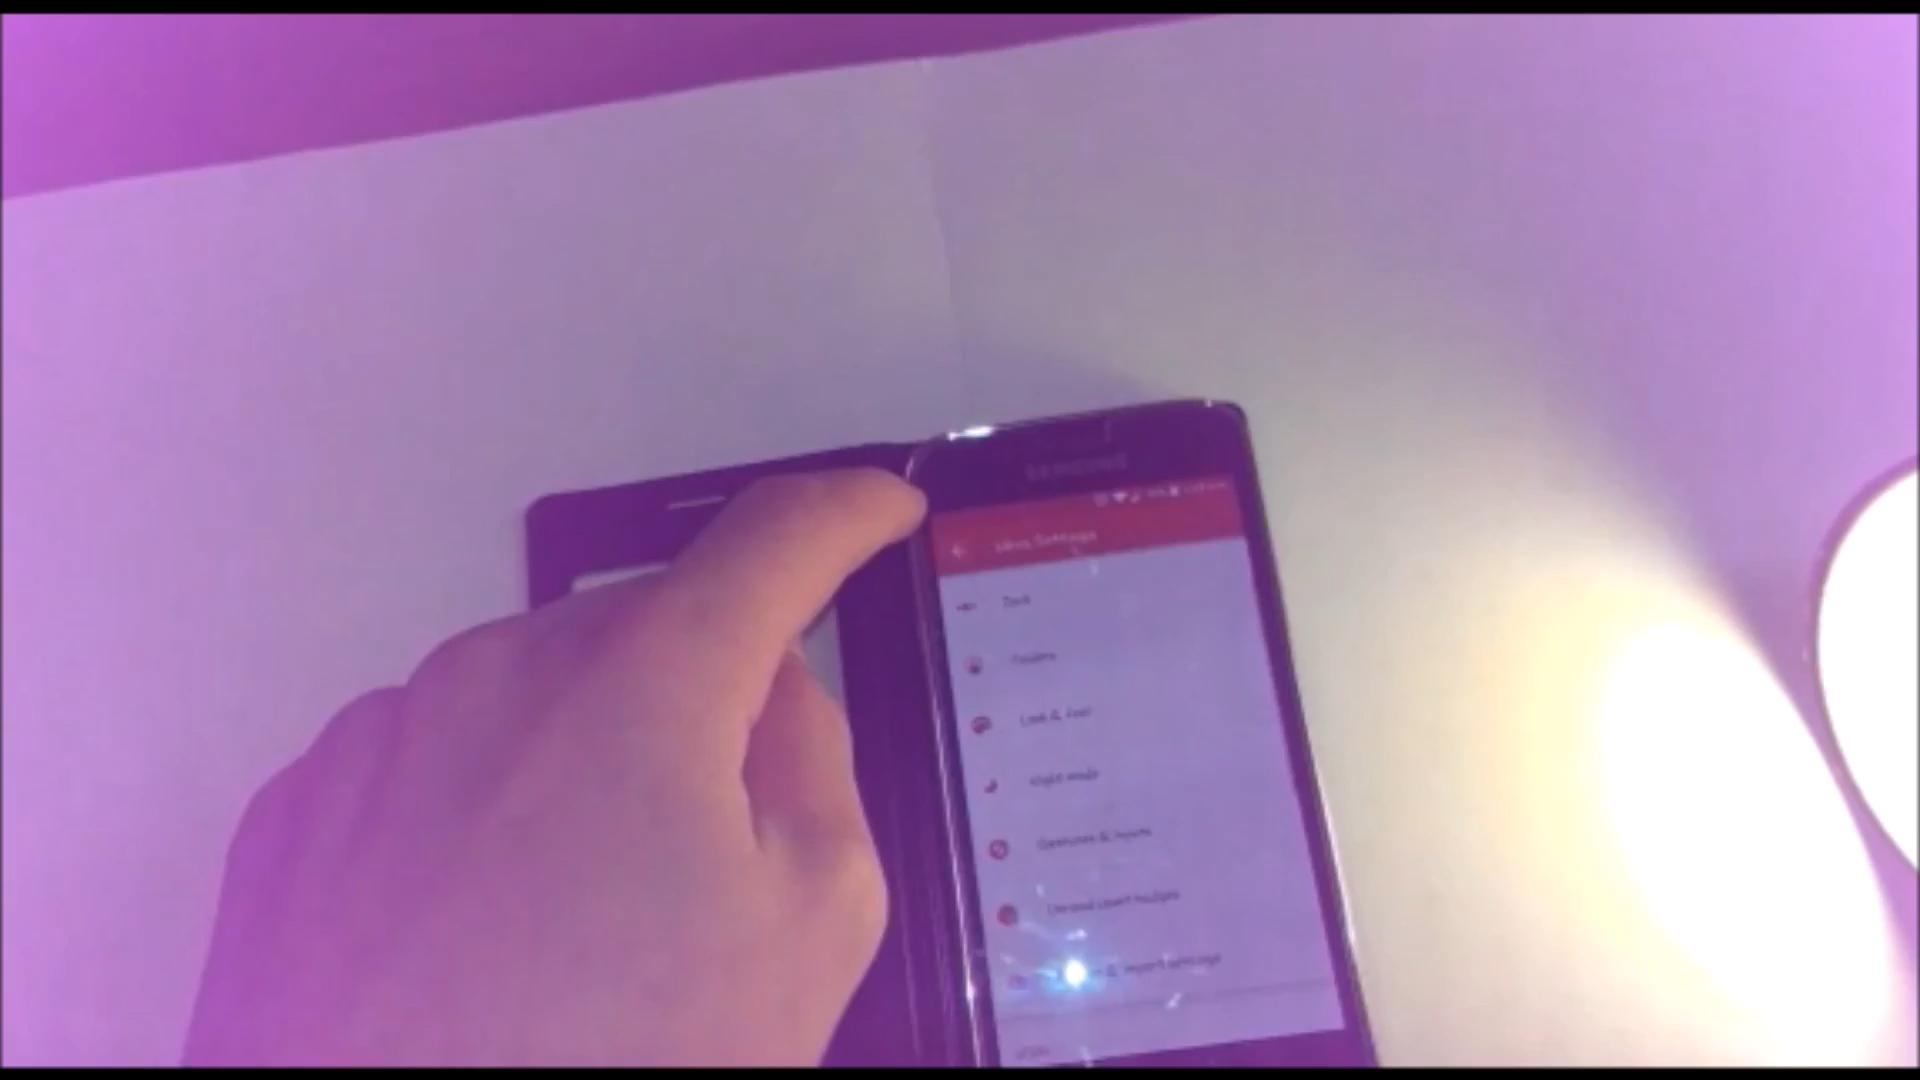 SAMSUNG
Nova Settings
Dock
Folders
Look & Feel
Night mode
Gestures & inputs
Unread count badges
& import settings